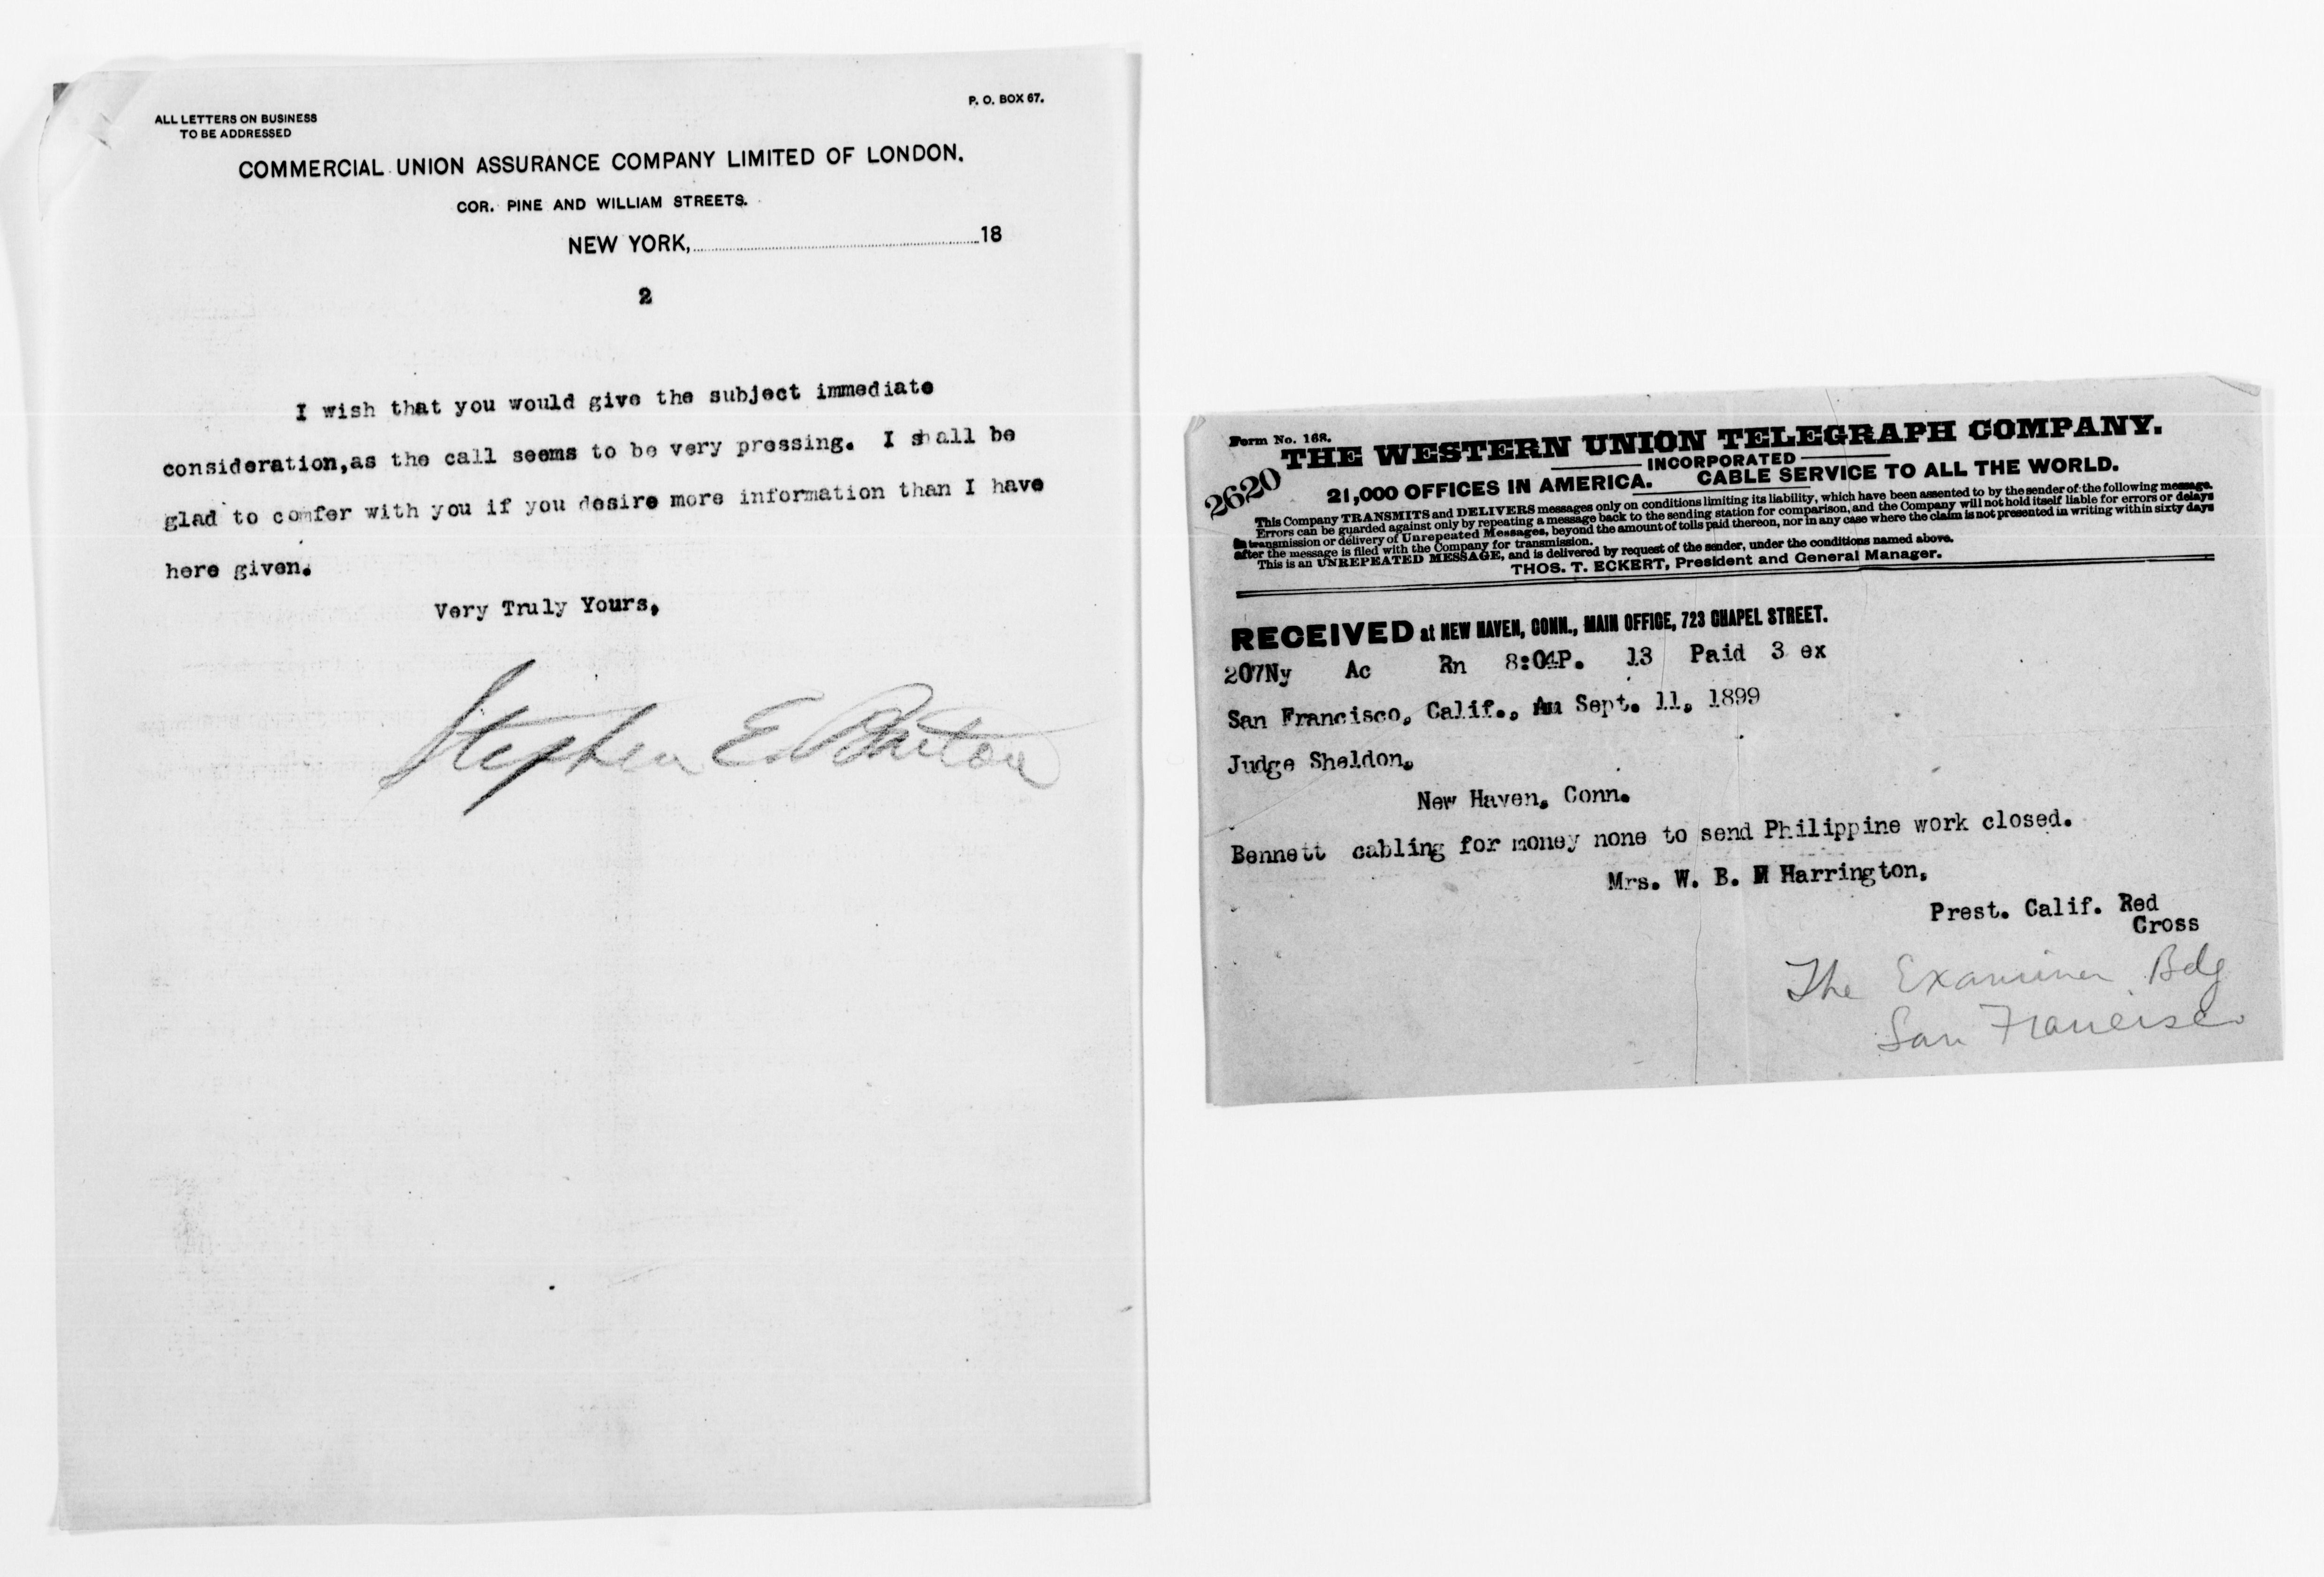 ALL LETTERS ON BUSINESS
TO BE ADDRESSED
P. O. BOX 67.
COMMERCIAL UNION ASSURANCE COMPANY LIMITED OF LONDON.
COR. PINE AND WILLIAM STREETS.
NEW YORK, 18
2
I wish that you would give the subject immediate
consideration,as the call seems to be very pressing. I shall be
glad to confer with you if you desire more information than I have
here given.
Very Truly Yours,
Stephen E. Barton
Form No. 168.
THE WESTERN UNION TELEGRAPH COMPANY.
INCORPORATED
2620
21,000 OFFICES IN AMERICA. CABLE SERVICE TO ALL THE WORLD.
This Company TRANSMITS and DELIVERS messages only on conditions limiting its liability, which have been assented to by the sender of the following message.
Errors can be guarded against only by repeating a message back to the sending station for comparison, and the Company will not hold itself liable for errors or delays
in transmission or delivery of Unrepeated Messages, beyond the amount of tolls paid thereon, nor in any case where the claim is not presented in writing within sixty days
after the message is filed with the Company for transmission.
This is an UNREPEATED MESSAGE, and is delivered by request of the sender, under the conditions named above.
THOS. T. ECKERT, President and General Manager.
RECEIVED at NEW HAVEN, CONN., MAIN OFFICE, 723 CHAPEL STREET.
207Ny Ac Rn 8:04P. 13 Paid 3 ex
San Francisco, Calif., Sept. 11, 1899
Judge Sheldon,
New Haven, Conn.
Bennett cabling for money none to send Philippine work closed.
Mrs. W. B. Harrington,
Prest. Calif. Red
Cross
The Examiner Bdg
San Francisco